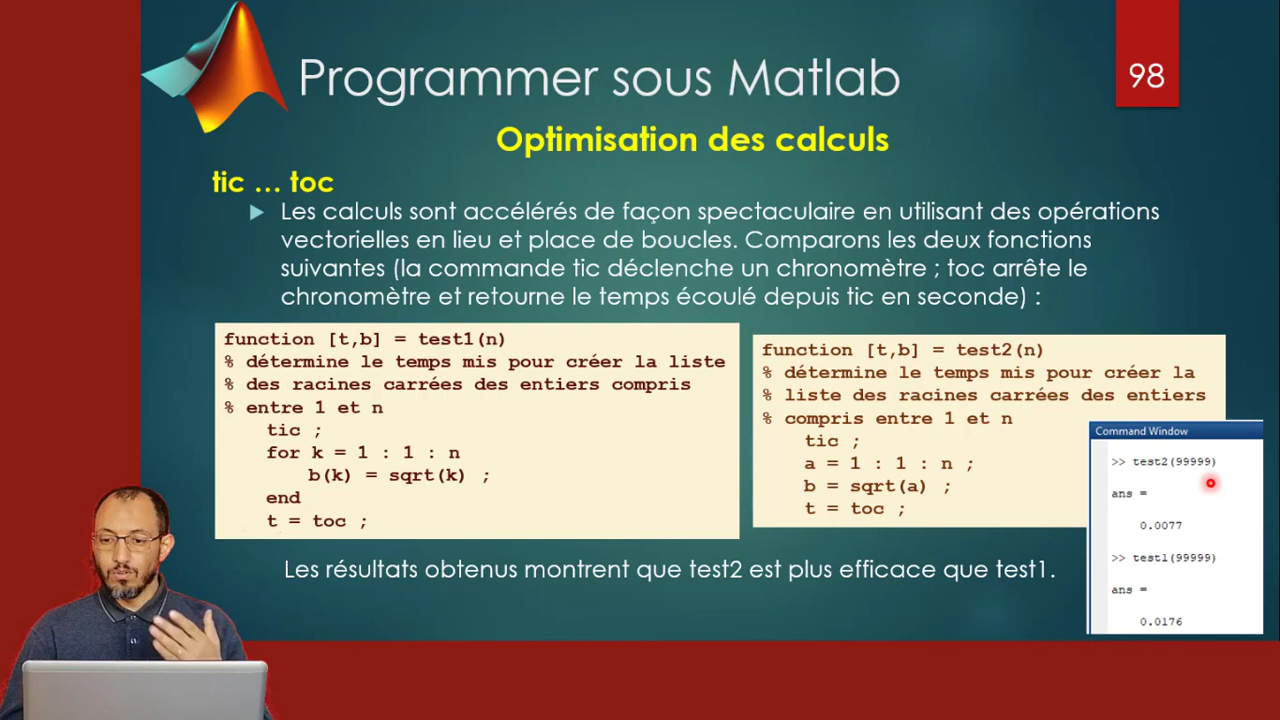 Programmer sous Matlab
98
Optimisation des calculs
tic ... toc
Les calculs sont accélérés de façon spectaculaire en utilisant des opérations
vectorielles en lieu et place de boucles. Comparons les deux fonctions
suivantes (la commande tic déclenche un chronomètre ; toc arrête le
chronomètre et retourne le temps écoulé depuis tic en seconde) :
function [t,b] = test1(n)
% détermine le temps mis pour créer la liste
% des racines carrées des entiers compris
% entre 1 et n
tic ;
for k = 1 : 1 : n
b(k) = sqrt(k) ;
end
t = toc ;
function [t,b] = test2(n)
% détermine le temps mis pour créer la
% liste des racines carrées des entiers
% compris entre 1 et n
tic ;
a = 1 : 1 : n ;
b = sqrt(a) ;
t = toc ;
Command Window
>> test2(99999)
ans =
0.0077
>> test1(99999)
ans =
0.0176
Les résultats obtenus montrent que test2 est plus efficace que test1.